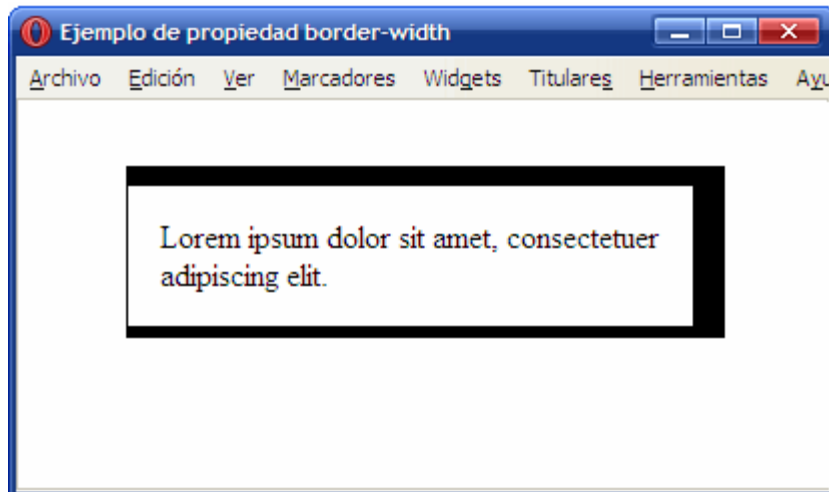 Ejemplo de propiedad border-width
Archivo Edición Ver Marcadores Widgets Titulares Herramientas Ayu
Lorem ipsum dolor sit amet, consectetuer
adipiscing elit.